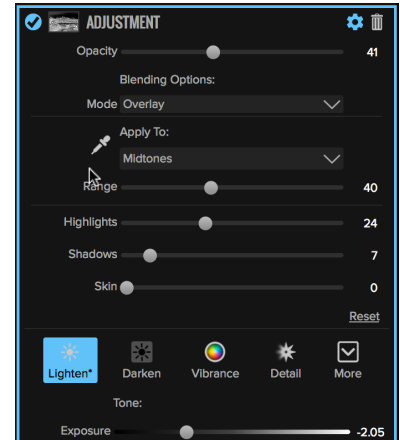 ADJUSTMENT
Opacity 41
Blending Options:
Mode Overlay
Apply To:
Midtones
Range 40
Highlights 24
Shadows 7
Skin 0
Reset
Lighten* Darken Vibrance Detail More
Tone:
Exposure -2.05